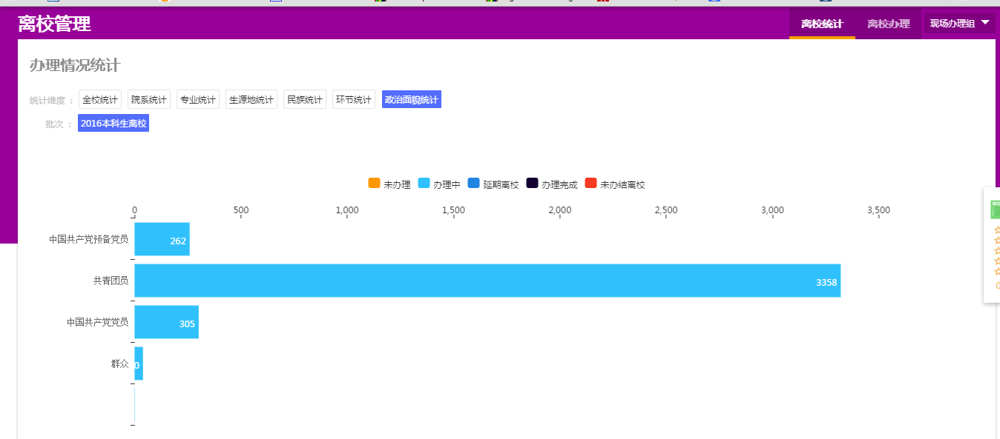 离校管理
离校统计 离校办理 现场办理组
办理情况统计
统计维度： 全校统计 院系统计 专业统计 生源地统计 民族统计 环节统计 政治面貌统计
批次： 2016本科生离校
未办理 办理中 延期离校 办理完成 未办结离校
0 500 1,000 1,500 2,000 2,500 3,000 3,500
中国共产党预备党员 262
共青团员 3358
中国共产党党员 305
群众